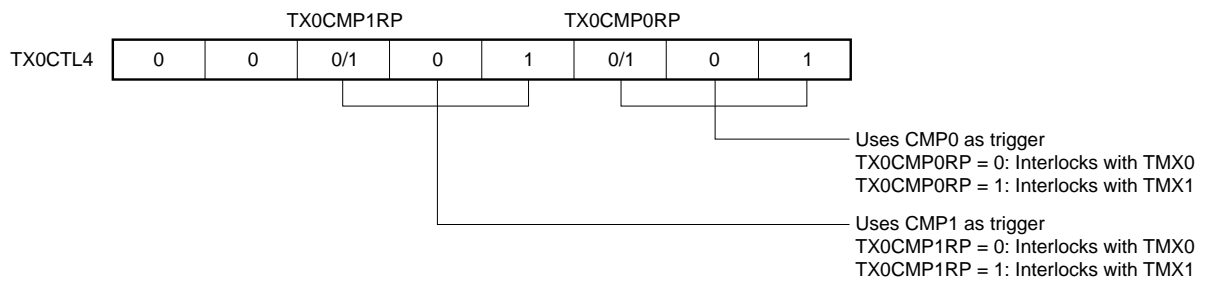 TX0CMP1RP TX0CMP0RP
TX0CTL4 0 0 0/1 0 1 0/1 0 1
Uses CMP0 as trigger
TX0CMP0RP = 0: Interlocks with TMX0
TX0CMP0RP = 1: Interlocks with TMX1
Uses CMP1 as trigger
TX0CMP1RP = 0: Interlocks with TMX0
TX0CMP1RP = 1: Interlocks with TMX1